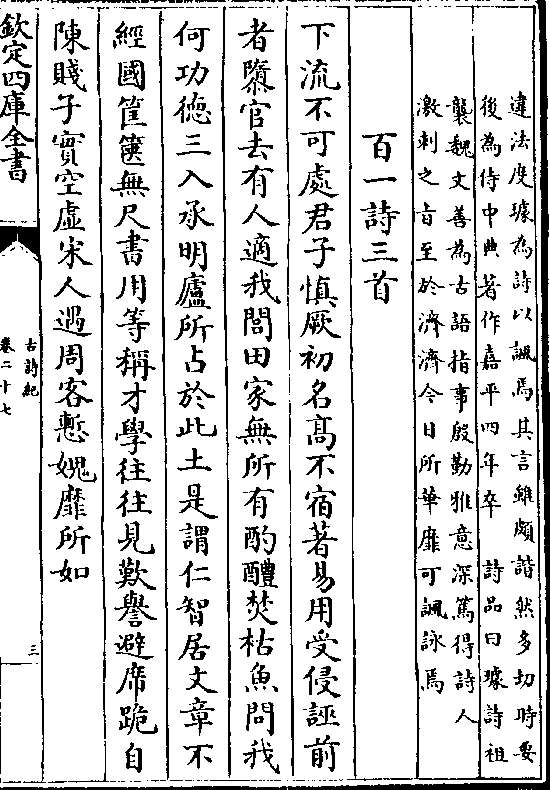 違法度璩為詩以諷焉其言雖頗諧然多切時要
後為侍中典著作嘉平四年卒　詩品曰璩詩祖
襲魏文善為古語指事殷勤雅意深篤得詩人
激刺之旨至於濟濟今日所華靡可諷詠焉
百一詩三首
下流不可處君子慎厥初名髙不宿著易用受侵誣前
者隳官去有人適我閭田家無所有酌醴焚枯魚問我
何功德三入承明廬所占於此土是謂仁智居文章不
經國筐篋無尺書用等稱才學往往見歎譽避席跪自
陳賤子實空虛宋人遇周客慙媿靡所如
欽定四庫全書
古詩紀
卷二十七
三